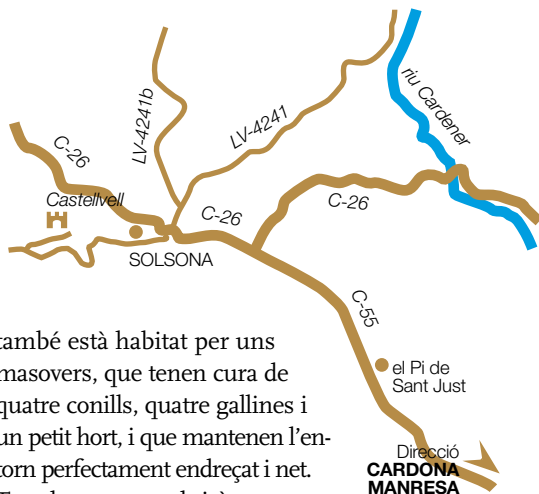 riu Cardener
LV-4241b
LV-4241
C-26
Castellvell
C-26
C-26
SOLSONA
C-55
el Pi de
Sant Just
Direcció
CARDONA
MANRESA
també està habitat per uns
masovers, que tenen cura de
quatre conills, quatre gallines i
un petit hort, i que mantenen l’en-
torn perfectament endreçat i net.